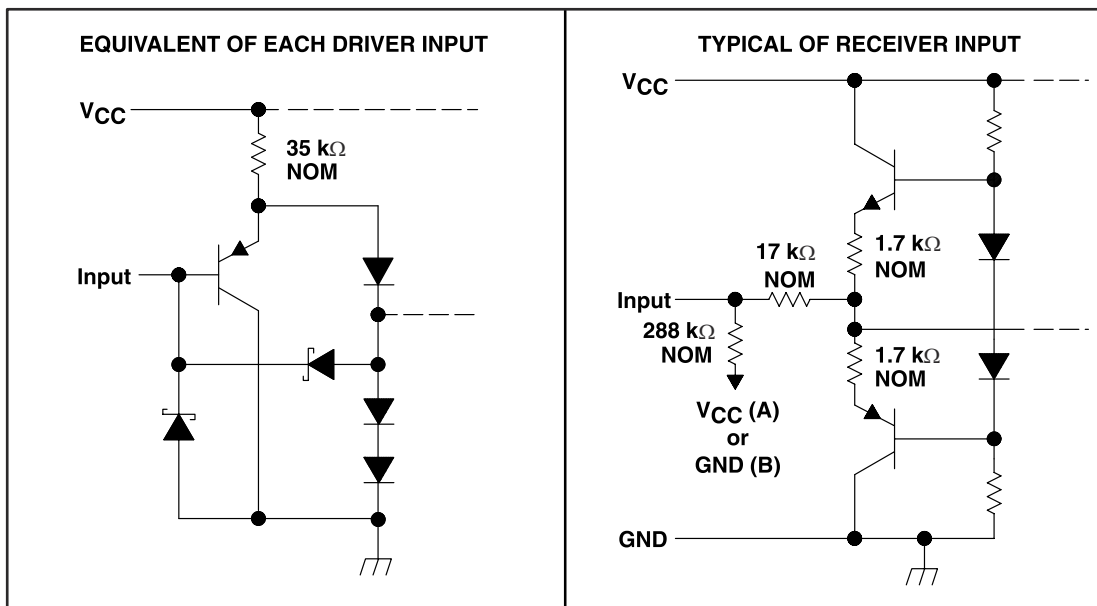 EQUIVALENT OF EACH DRIVER INPUT
VCC
35 kΩ
NOM
Input
TYPICAL OF RECEIVER INPUT
VCC
17 kΩ
NOM
1.7 kΩ
NOM
Input
288 kΩ
NOM
1.7 kΩ
NOM
VCC (A)
or
GND (B)
GND